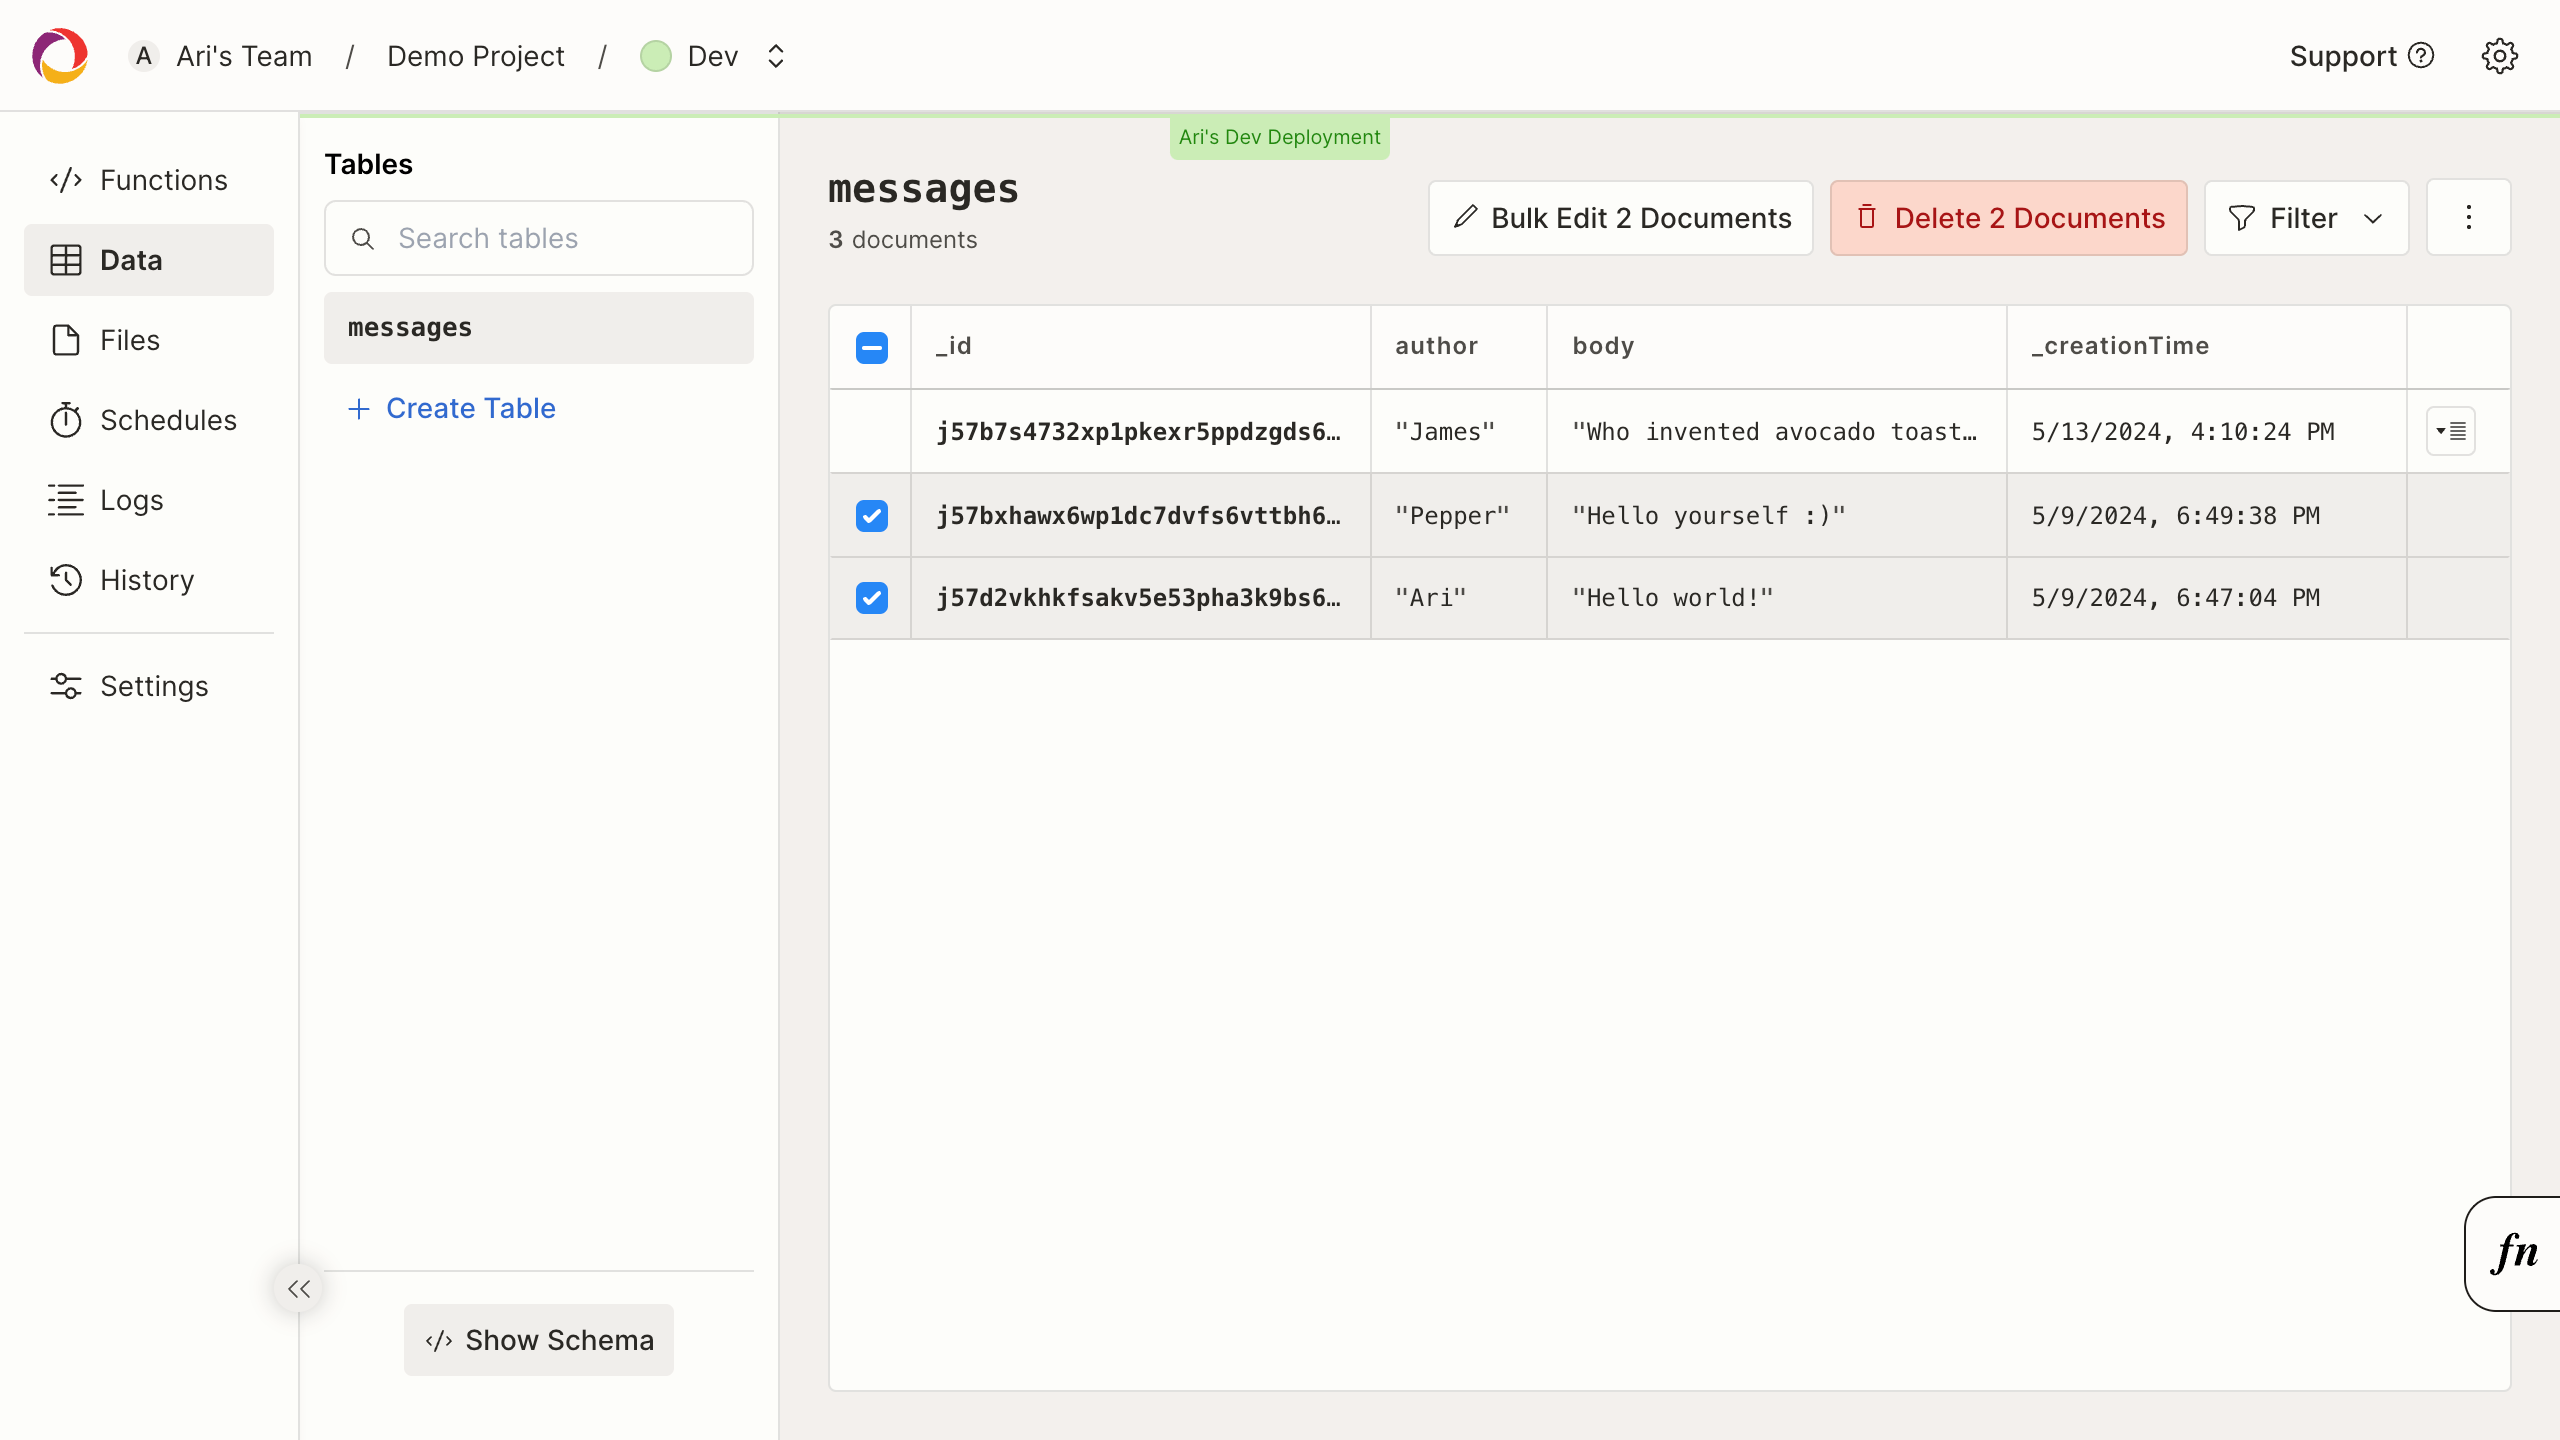 A Ari's Team / Demo Project / Dev
Support
Functions
Data
Files
Schedules
Logs
History
Settings
Tables
Search tables
messages
Create Table
Show Schema
Ari's Dev Deployment
messages
3 documents
Bulk Edit 2 Documents
Delete 2 Documents
Filter
_id author body _creationTime
j57b7s4732xp1pkexr5ppdzgds6… "James" "Who invented avocado toast… 5/13/2024, 4:10:24 PM
j57bxhawx6wp1dc7dvfs6vttbh6… "Pepper" "Hello yourself :)" 5/9/2024, 6:49:38 PM
j57d2vkhkfsakv5e53pha3k9bs6… "Ari" "Hello world!" 5/9/2024, 6:47:04 PM
fn